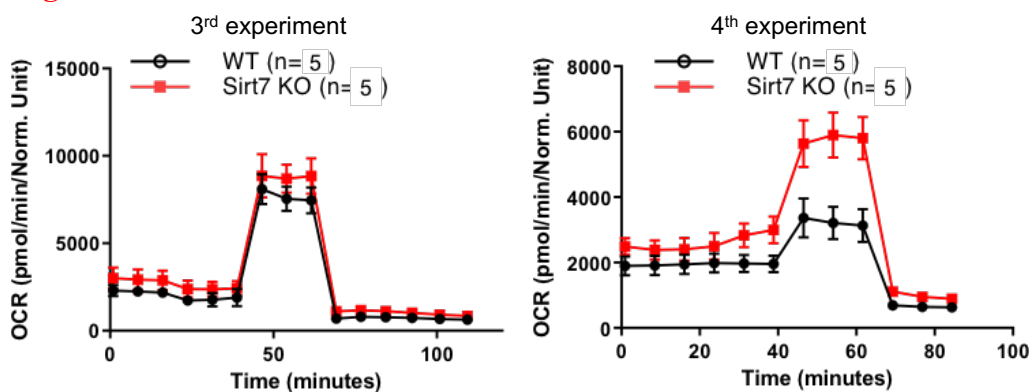 3rd experiment
WT (n= 5 )
Sirt7 KO (n= 5 )
OCR (pmol/min/Norm. Unit)
15000
10000
5000
0
0
50
100
Time (minutes)
4th experiment
WT (n= 5 )
Sirt7 KO (n= 5 )
OCR (pmol/min/Norm. Unit)
8000
6000
4000
2000
0
0
20
40
60
80
100
Time (minutes)